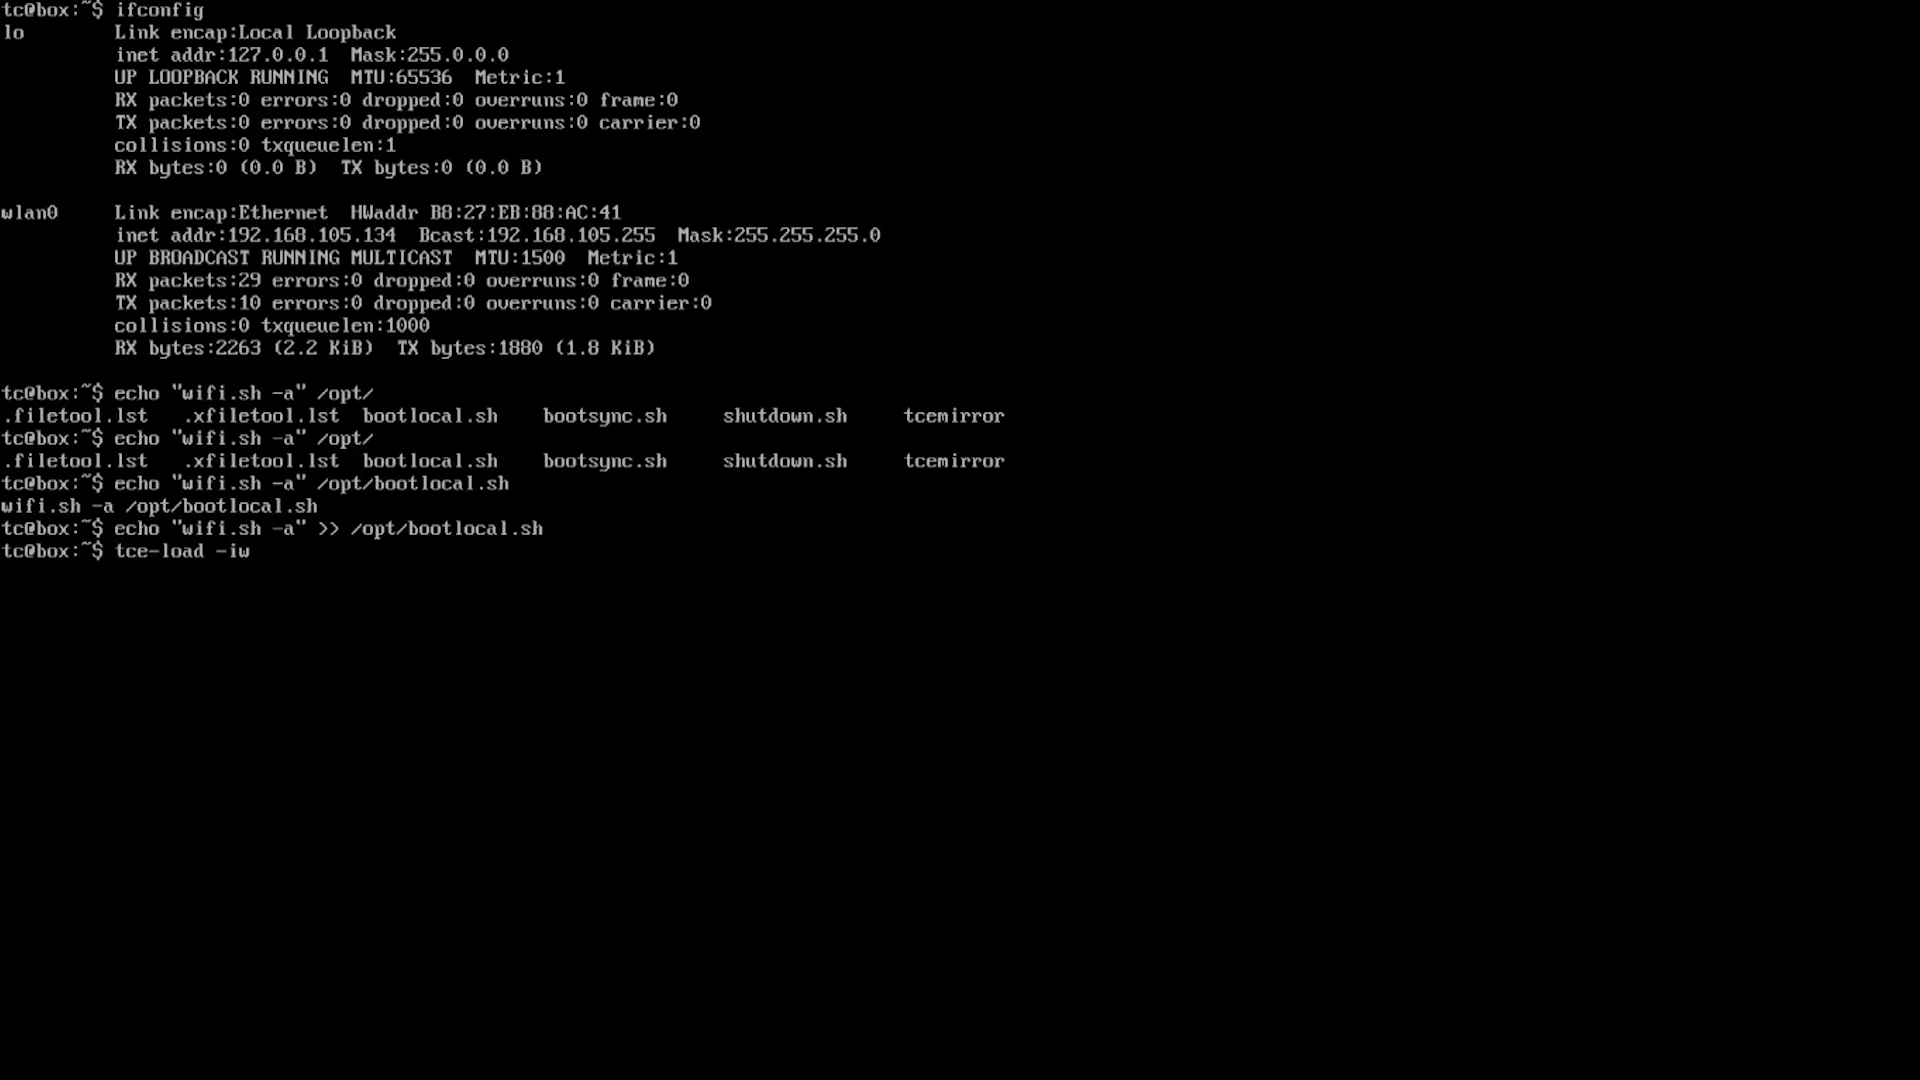 tc@box:~$ ifconfig
lo        Link encap:Local Loopback
          inet addr:127.0.0.1  Mask:255.0.0.0
          UP LOOPBACK RUNNING  MTU:65536  Metric:1
          RX packets:0 errors:0 dropped:0 overruns:0 frame:0
          TX packets:0 errors:0 dropped:0 overruns:0 carrier:0
          collisions:0 txqueuelen:1
          RX bytes:0 (0.0 B)  TX bytes:0 (0.0 B)

wlan0     Link encap:Ethernet  HWaddr B8:27:EB:88:AC:41
          inet addr:192.168.105.134  Bcast:192.168.105.255  Mask:255.255.255.0
          UP BROADCAST RUNNING MULTICAST  MTU:1500  Metric:1
          RX packets:29 errors:0 dropped:0 overruns:0 frame:0
          TX packets:10 errors:0 dropped:0 overruns:0 carrier:0
          collisions:0 txqueuelen:1000
          RX bytes:2263 (2.2 KiB)  TX bytes:1880 (1.8 KiB)

tc@box:~$ echo "wifi.sh -a" /opt/
.filetool.lst   .xfiletool.lst  bootlocal.sh    bootsync.sh     shutdown.sh     tcemirror
tc@box:~$ echo "wifi.sh -a" /opt/
.filetool.lst   .xfiletool.lst  bootlocal.sh    bootsync.sh     shutdown.sh     tcemirror
tc@box:~$ echo "wifi.sh -a" /opt/bootlocal.sh
wifi.sh -a /opt/bootlocal.sh
tc@box:~$ echo "wifi.sh -a" >> /opt/bootlocal.sh
tc@box:~$ tce-load -iw